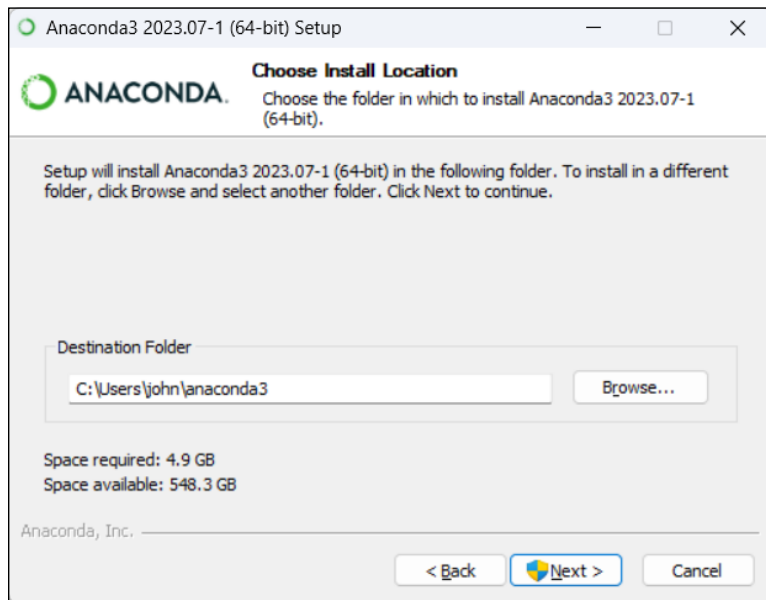 Anaconda3 2023.07-1 (64-bit) Setup
ANACONDA.
Choose Install Location
Choose the folder in which to install Anaconda3 2023.07-1
(64-bit).
Setup will install Anaconda3 2023.07-1 (64-bit) in the following folder. To install in a different
folder, click Browse and select another folder. Click Next to continue.
Destination Folder
C:\Users\john\anaconda3
Browse...
Space required: 4.9 GB
Space available: 548.3 GB
Anaconda, Inc.
< Back
Next >
Cancel